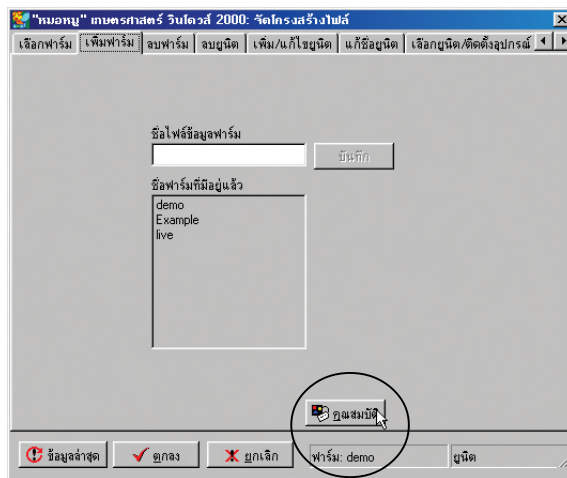 "หมอหมู" เกษตรศาสตร์ วินโดวส์ 2000: จัดโครงสร้างไฟล์
เลือกฟาร์ม เพิ่มฟาร์ม ลบฟาร์ม ลบยูนิต เพิ่ม/แก้ไขยูนิต แก้ชื่อยูนิต เลือกยูนิต/ติดตั้งอุปกรณ์
ชื่อไฟล์ข้อมูลฟาร์ม
บันทึก
ชื่อฟาร์มที่มีอยู่แล้ว
demo
Example
live
คุณสมบัติ
ข้อมูลล่าสุด ตกลง ยกเลิก ฟาร์ม: demo ยูนิต